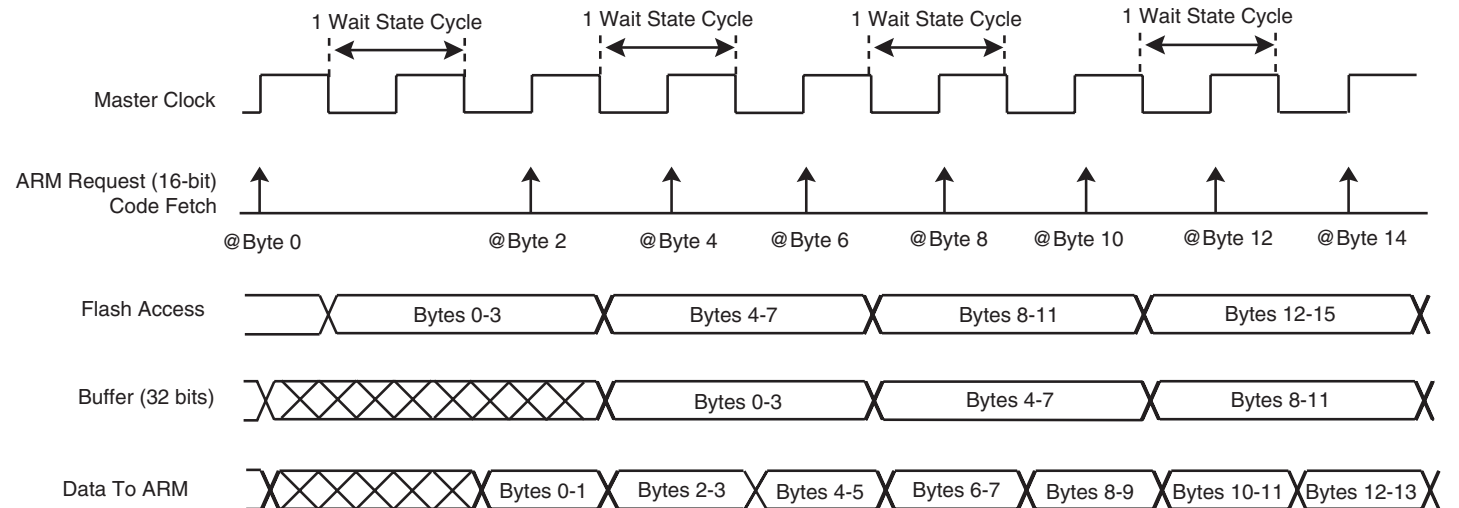 1 Wait State Cycle
1 Wait State Cycle
1 Wait State Cycle
1 Wait State Cycle
Master Clock
ARM Request (16-bit)
Code Fetch
@Byte 0
@Byte 2
@Byte 4
@Byte 6
@Byte 8
@Byte 10
@Byte 12
@Byte 14
Flash Access
Bytes 0-3
Bytes 4-7
Bytes 8-11
Bytes 12-15
Buffer (32 bits)
Bytes 0-3
Bytes 4-7
Bytes 8-11
Data To ARM
Bytes 0-1
Bytes 2-3
Bytes 4-5
Bytes 6-7
Bytes 8-9
Bytes 10-11
Bytes 12-13